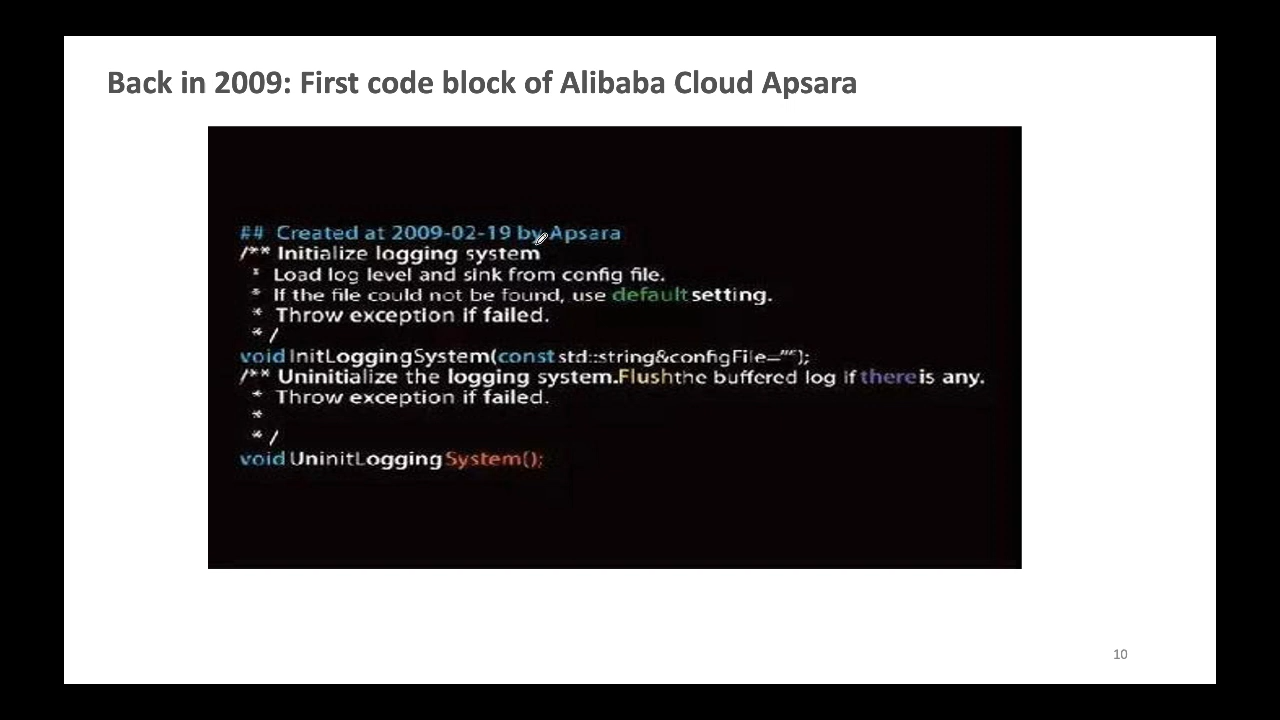 Back in 2009: First code block of Alibaba Cloud Apsara
## Created at 2009-02-19 by Apsara
/** Initialize logging system
* Load log level and sink from config file.
* If the file could not be found, use default setting.
* Throw exception if failed.
* /
void InitLoggingSystem(const std::string&configFile="");
/** Uninitialize the logging system.Flushthe buffered log if there is any.
* Throw exception if failed.
*
* /
void UninitLogging System();
10